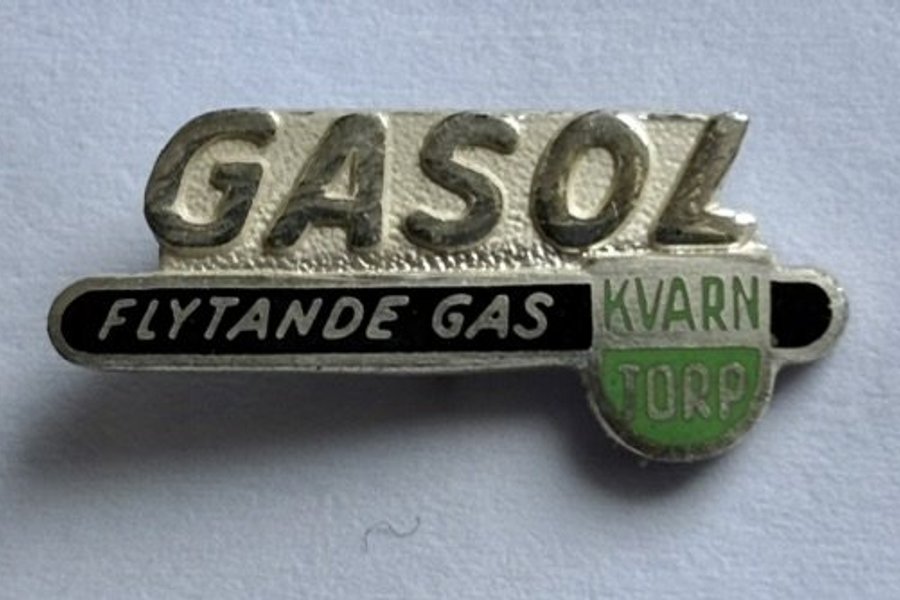 GASOL
FLYTANDE GAS
KVARN
TORP